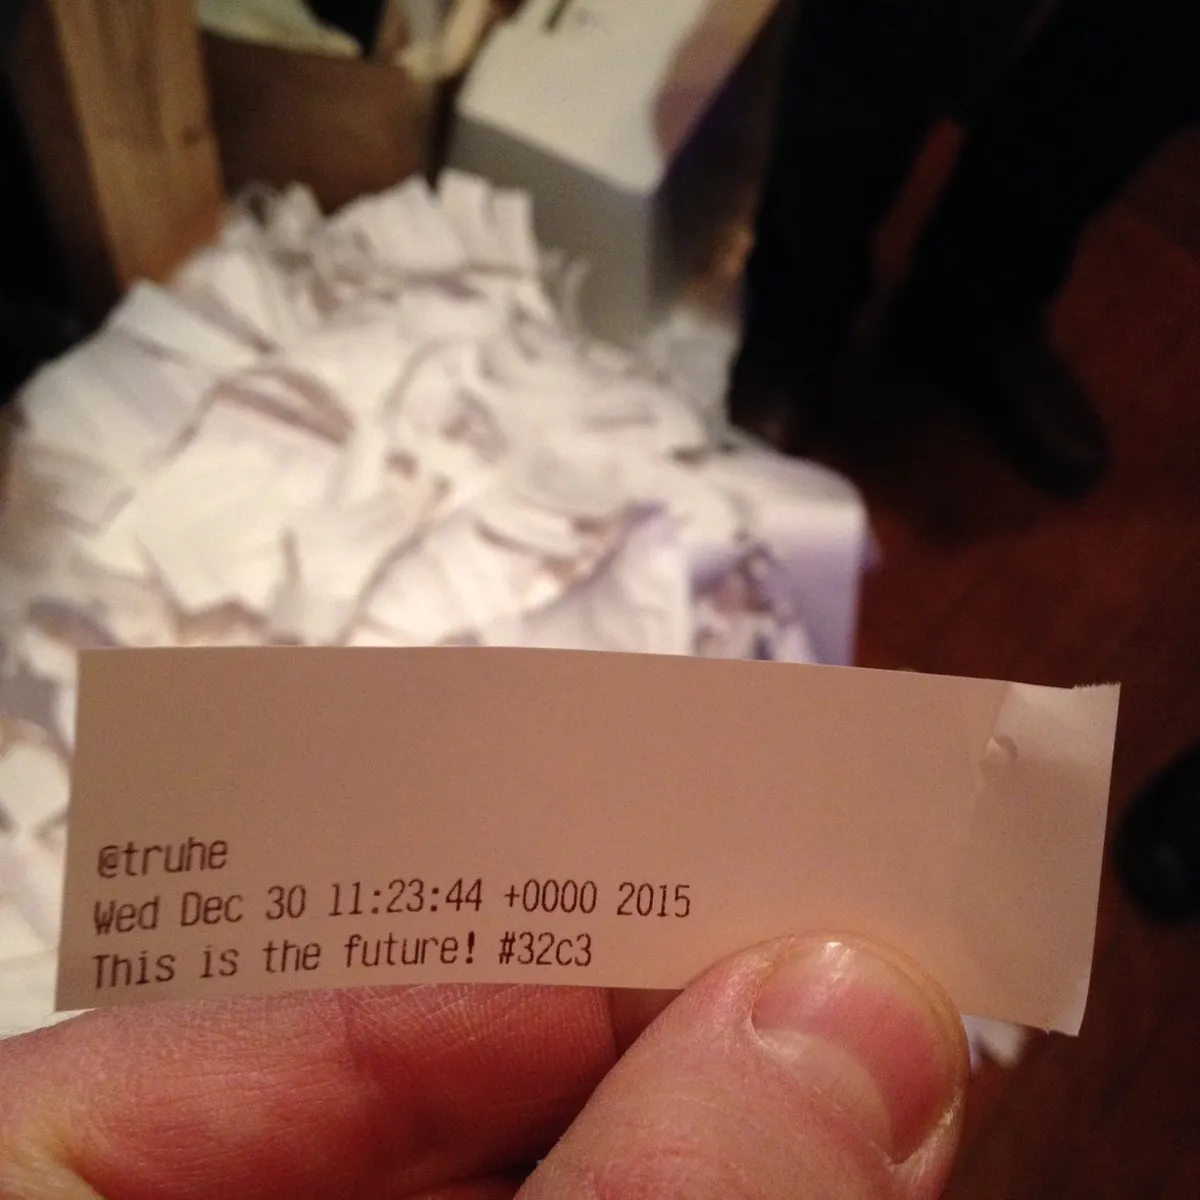 @truhe
Wed Dec 30 11:23:44 +0000 2015
This is the future! #32c3